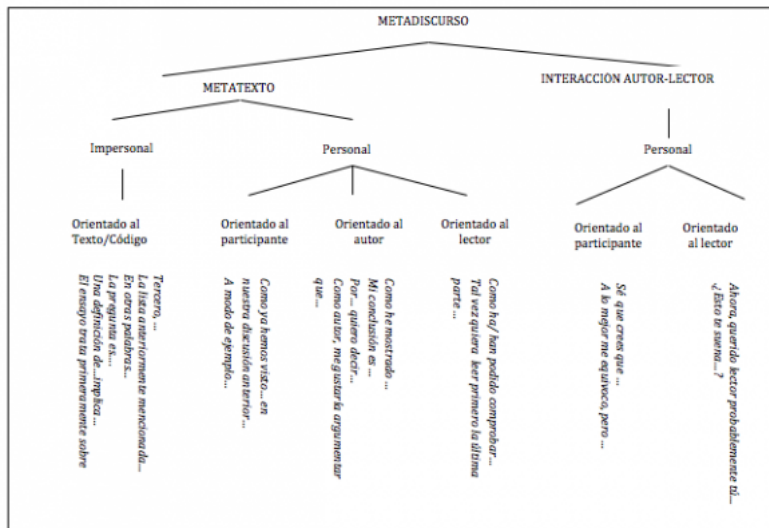 METADISCURSO
METATEXTO
INTERACCIÓN AUTOR-LECTOR
Impersonal
Personal
Personal
Orientado al
Texto/Código
Orientado al
participante
Orientado al
autor
Orientado al
lector
Orientado al
participante
Orientado
al lector
Tercero, ...
La lista anteriormente mencionada...
En otras palabras...
La pregunta es....
Una definición de...implica...
El ensayo trata primeramente sobre
Como ya hemos visto... en
nuestra discusión anterior...
A modo de ejemplo...
Como he mostrado ...
Mi conclusión es ...
Por... quiero decir...
Como autor, me gustaría argumentar
que...
Como ha/ han podido comprobar...
Tal vez quiera leer primero la última
parte ...
Sé que crees que ...
A lo mejor me equivoco, pero ...
Ahora, querido lector probablemente tú...
¿Esto te suena...?